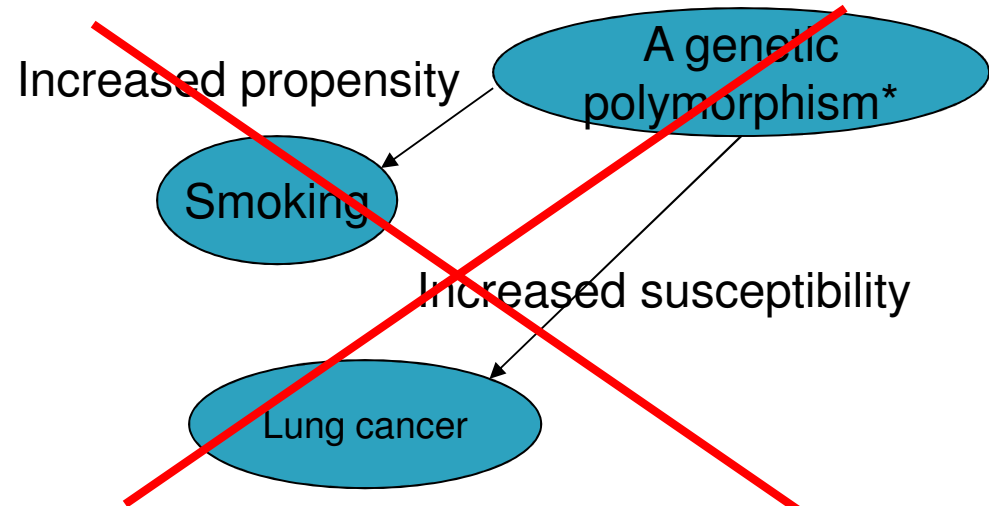 A genetic
polymorphism*
Increased propensity
Smoking
Increased susceptibility
Lung cancer